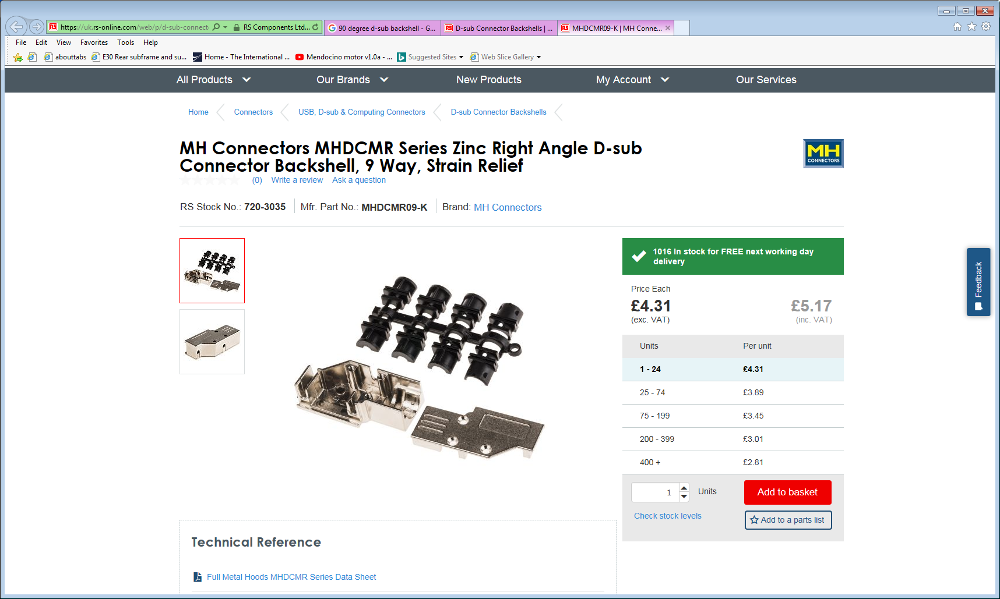 https://uk.rs-online.com/web/p/d-sub-connecto
RS Components Ltd...
90 degree d-sub backshell - G...
D-sub Connector Backshells | ...
MHDCMR09-K | MH Conne...
File Edit View Favorites Tools Help
abouttabs
E30 Rear subframe and su...
Home - The International ...
Mendocino motor v1.0a - ...
Suggested Sites
Web Slice Gallery
All Products Our Brands New Products My Account Our Services
Home Connectors USB, D-sub & Computing Connectors D-sub Connector Backshells
MH Connectors MHDCMR Series Zinc Right Angle D-sub
Connector Backshell, 9 Way, Strain Relief
MH
CONNECTORS
(0) Write a review Ask a question
RS Stock No.: 720-3035 Mfr. Part No.: MHDCMR09-K Brand: MH Connectors
1016 In stock for FREE next working day
delivery
Price Each
£4.31 £5.17
(exc. VAT) (inc. VAT)
Units Per unit
1 - 24 £4.31
25 - 74 £3.89
75 - 199 £3.45
200 - 399 £3.01
400 + £2.81
1 Units Add to basket
Check stock levels Add to a parts list
Feedback
Technical Reference
Full Metal Hoods MHDCMR Series Data Sheet